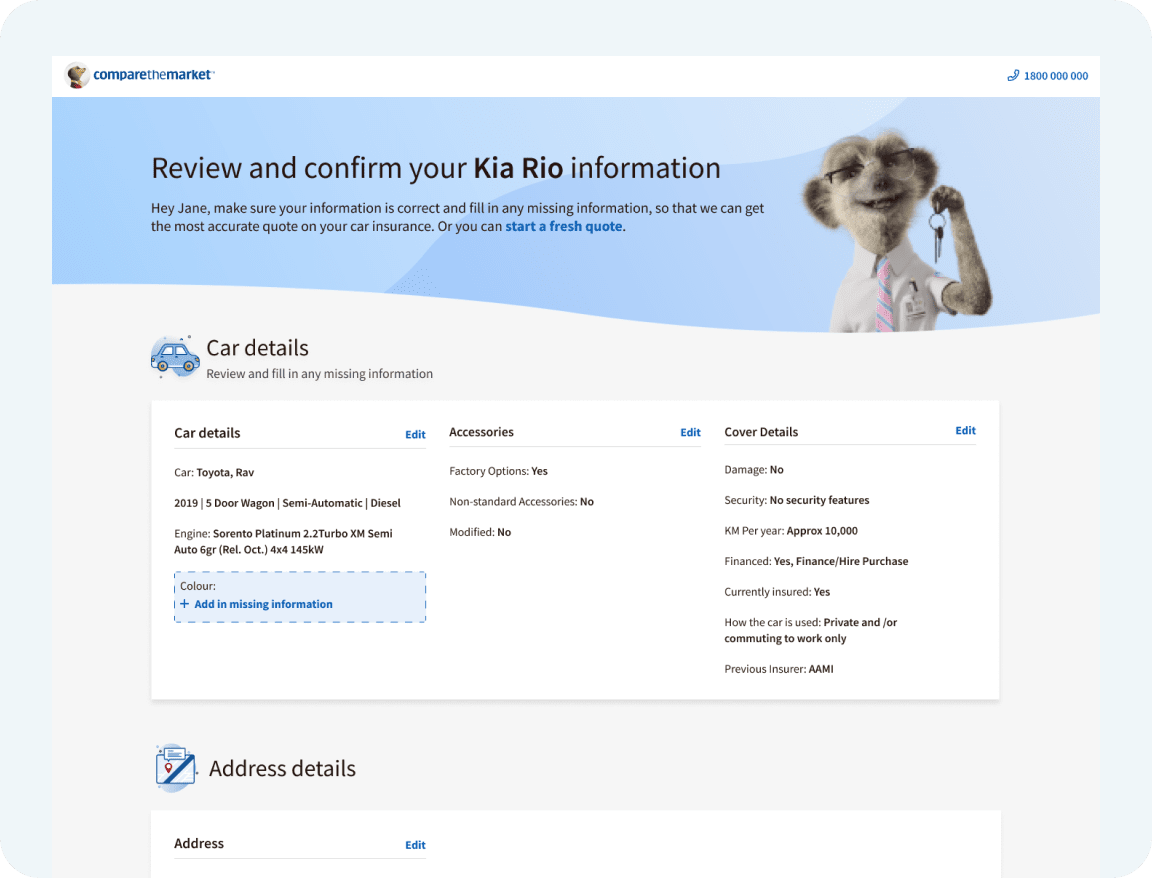 comparethemarket
1800 000 000
Review and confirm your Kia Rio information
Hey Jane, make sure your information is correct and fill in any missing information, so that we can get
the most accurate quote on your car insurance. Or you can start a fresh quote.
Car details
Review and fill in any missing information
Car details
Edit
Car: Toyota, Rav
2019 | 5 Door Wagon | Semi-Automatic | Diesel
Engine: Sorento Platinum 2.2Turbo XM Semi
Auto 6gr (Rel. Oct.) 4x4 145kW
Colour:
+ Add in missing information
Accessories
Edit
Factory Options: Yes
Non-standard Accessories: No
Modified: No
Cover Details
Edit
Damage: No
Security: No security features
KM Per year: Approx 10,000
Financed: Yes, Finance/Hire Purchase
Currently insured: Yes
How the car is used: Private and /or
commuting to work only
Previous Insurer: AAMI
Address details
Address
Edit